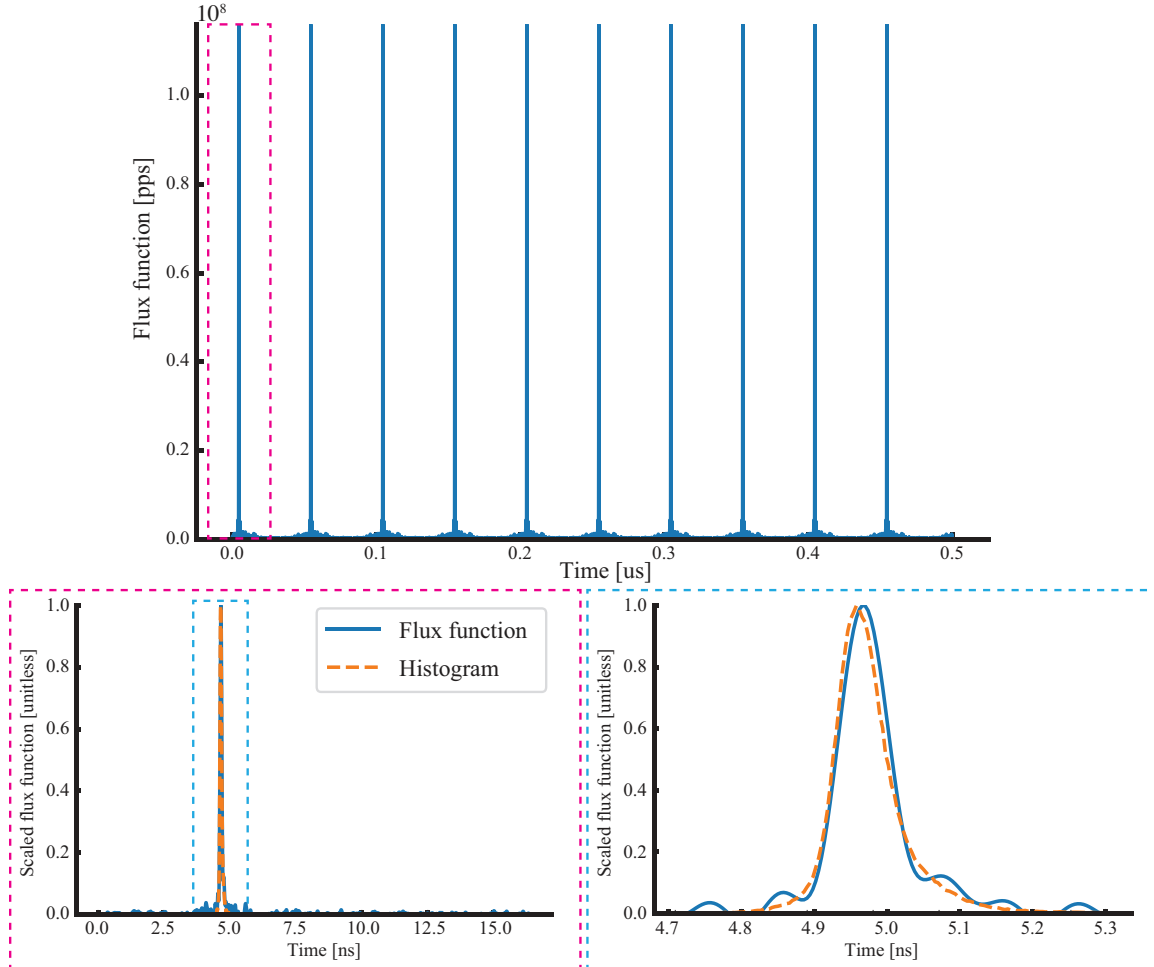 10⁸
1.0
0.8
0.6
0.4
0.2
0.0
Flux function [pps]
0.0 0.1 0.2 0.3 0.4 0.5
Time [us]
1.0
0.8
0.6
0.4
0.2
0.0
Scaled flux function [unitless]
Flux function
Histogram
0.0 2.5 5.0 7.5 10.0 12.5 15.0
Time [ns]
1.0
0.8
0.6
0.4
0.2
0.0
Scaled flux function [unitless]
4.7 4.8 4.9 5.0 5.1 5.2 5.3
Time [ns]